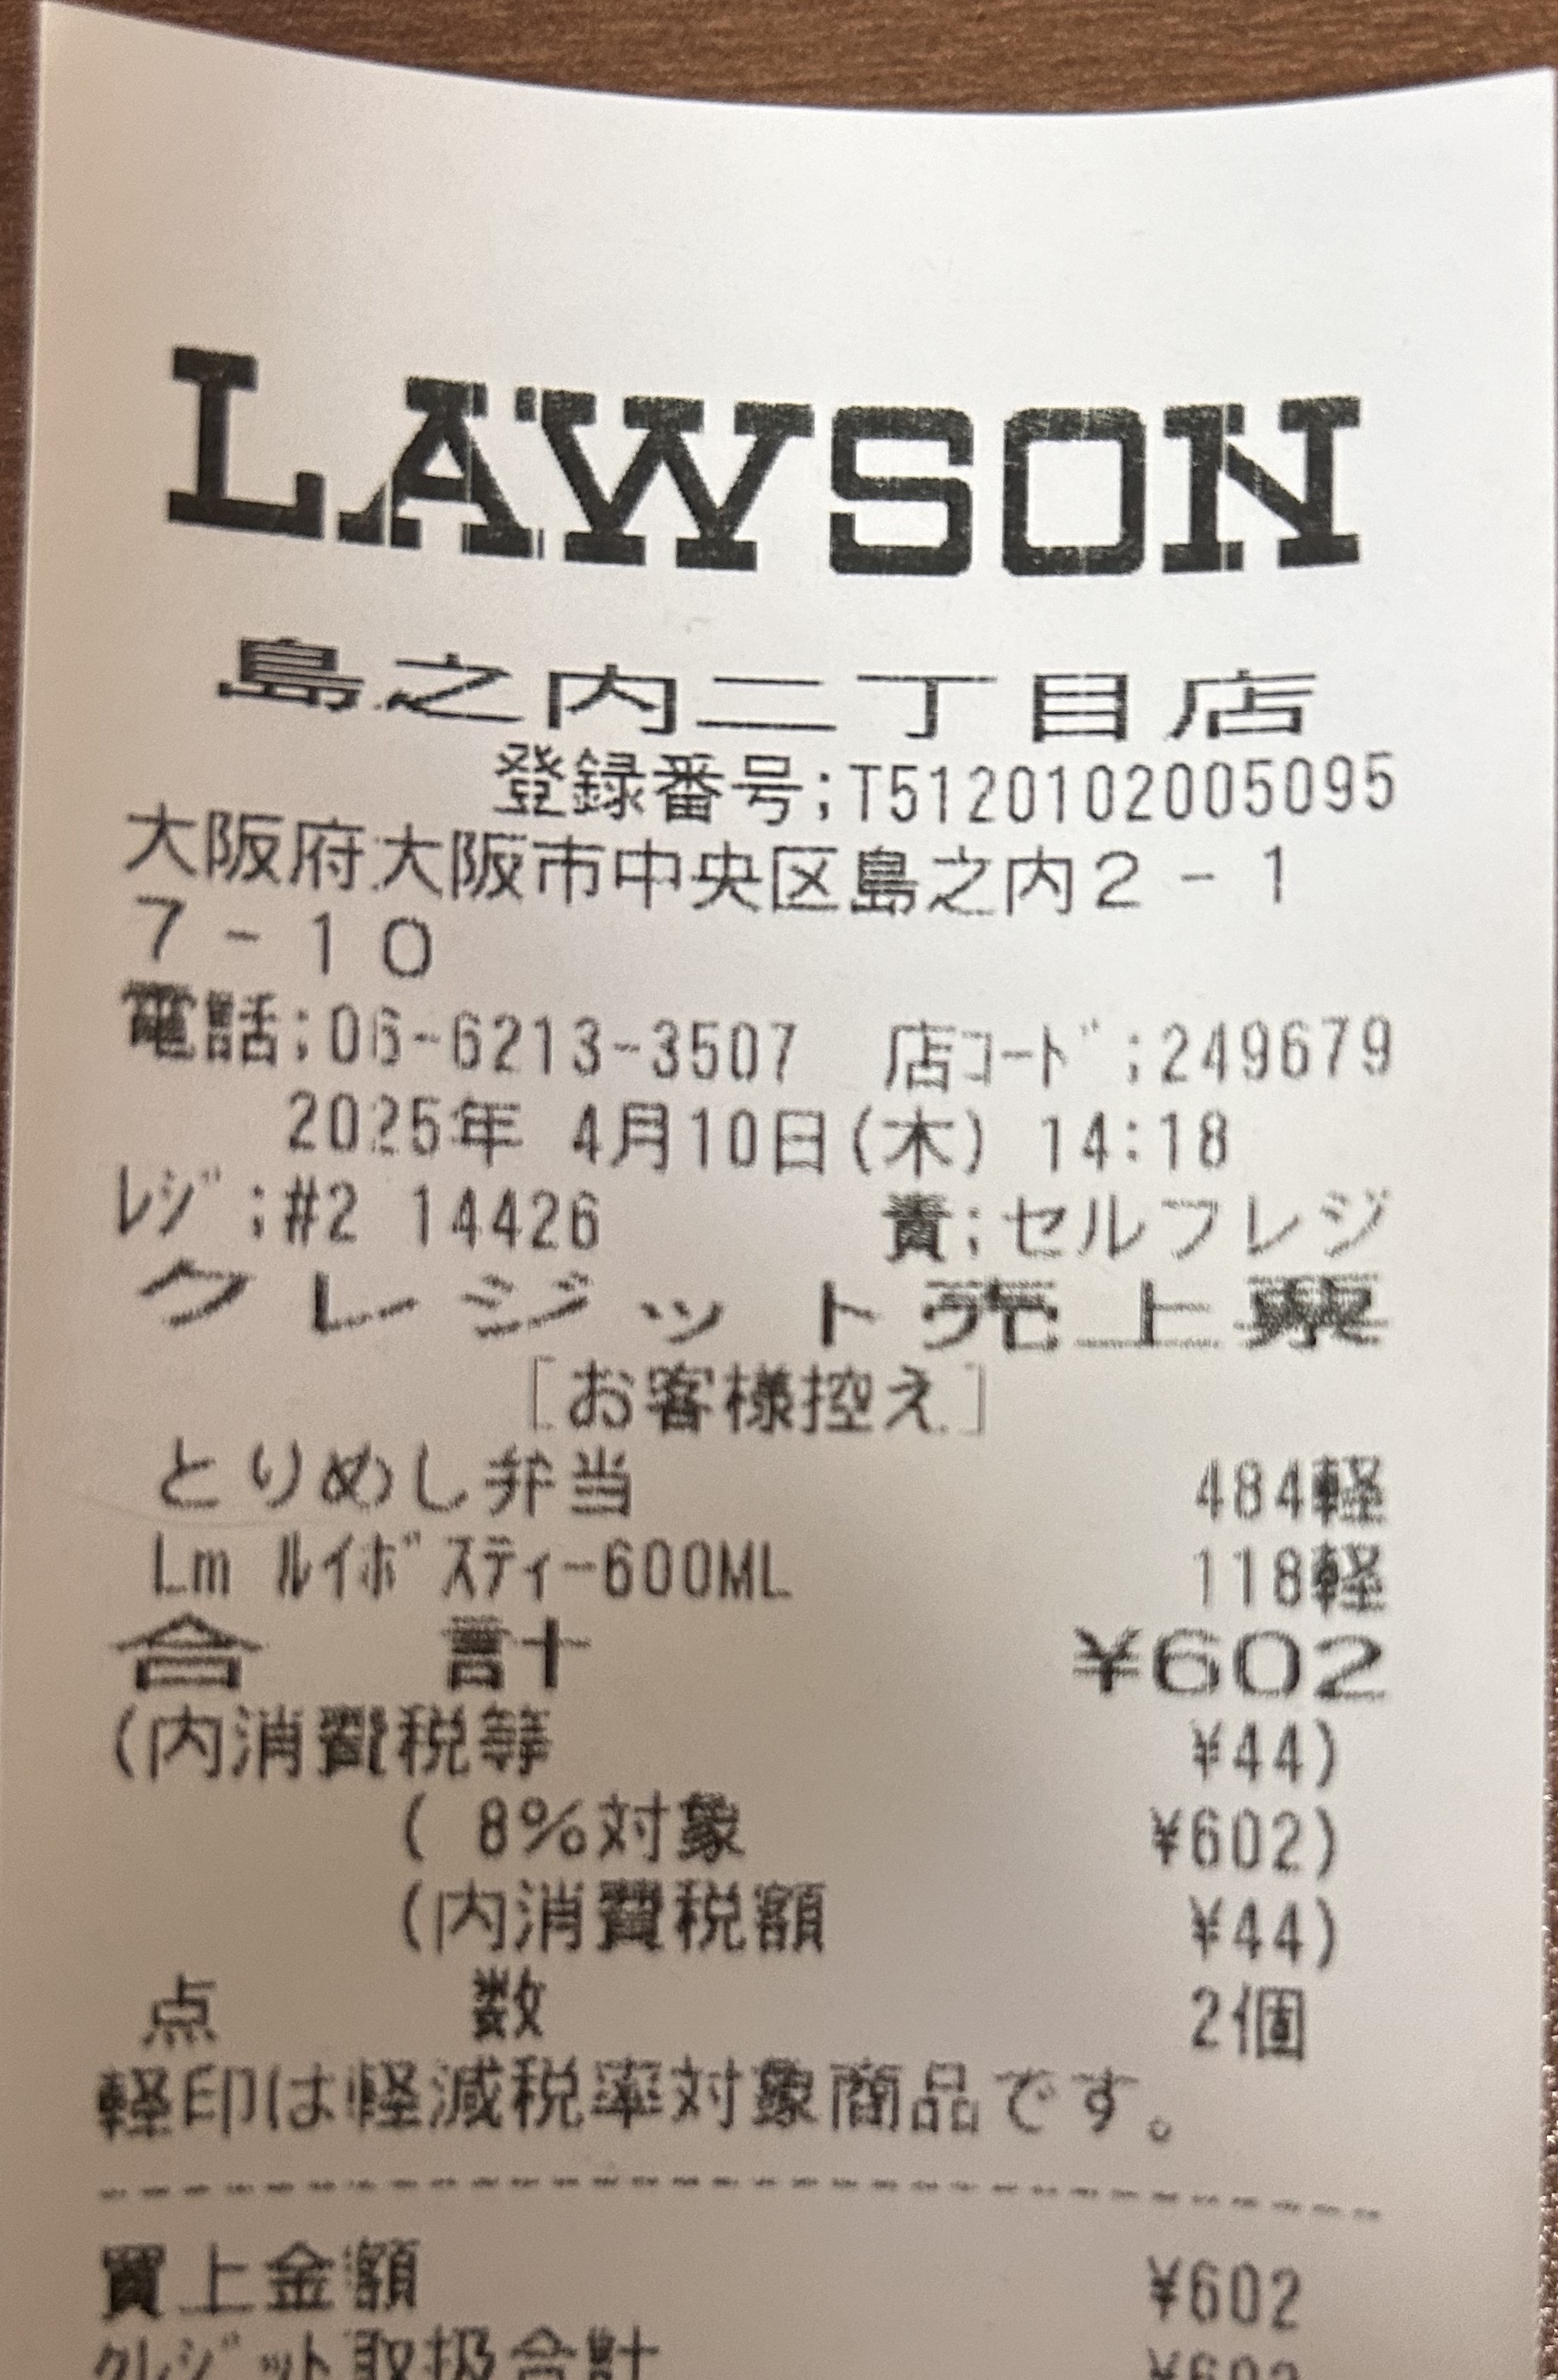 LAWSON
島之内二丁目店
登録番号;T5120102005095
大阪府大阪市中央区島之内2-1
7-10
電話;06-6213-3507 店コード;249679
2025年 4月10日(木) 14:18
レジ;#2 14426 責;セルフレジ
クレジット売上票
[お客様控え]
とりめし弁当 484軽
Lm ルイボスティー600ML 118軽
合 計 ¥602
(内消費税等 ¥44)
( 8%対象 ¥602)
(内消費税額 ¥44)
点 数 2個
軽印は軽減税率対象商品です。
買上金額 ¥602
クレジット取扱合計 ¥602